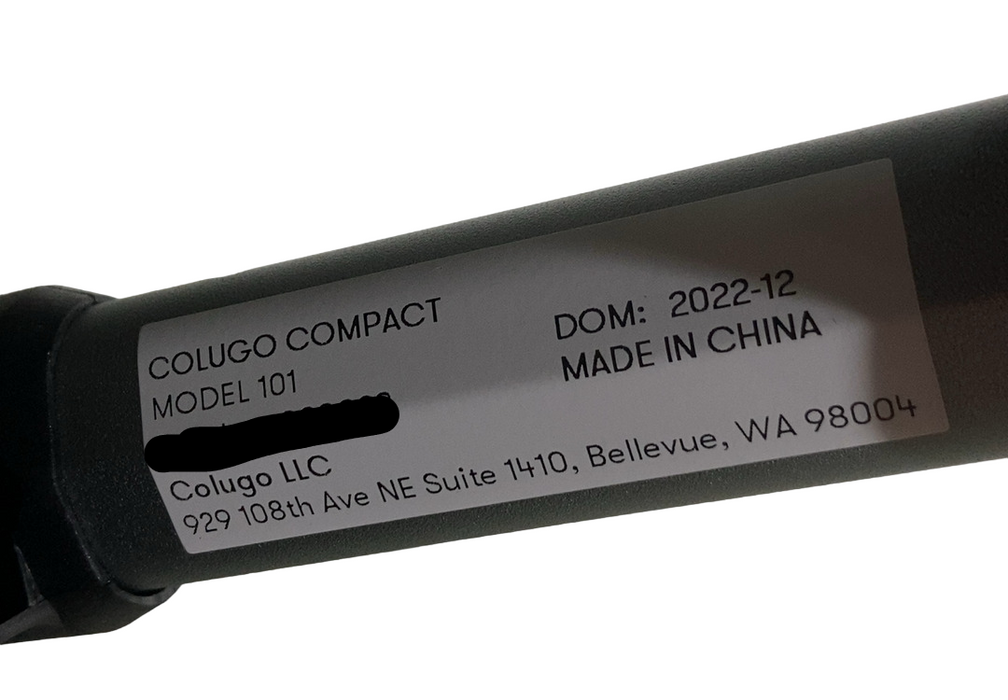 COLUGO COMPACT
MODEL 101
Colugo LLC
929 108th Ave NE Suite 1410, Bellevue, WA 98004
DOM: 2022-12
MADE IN CHINA